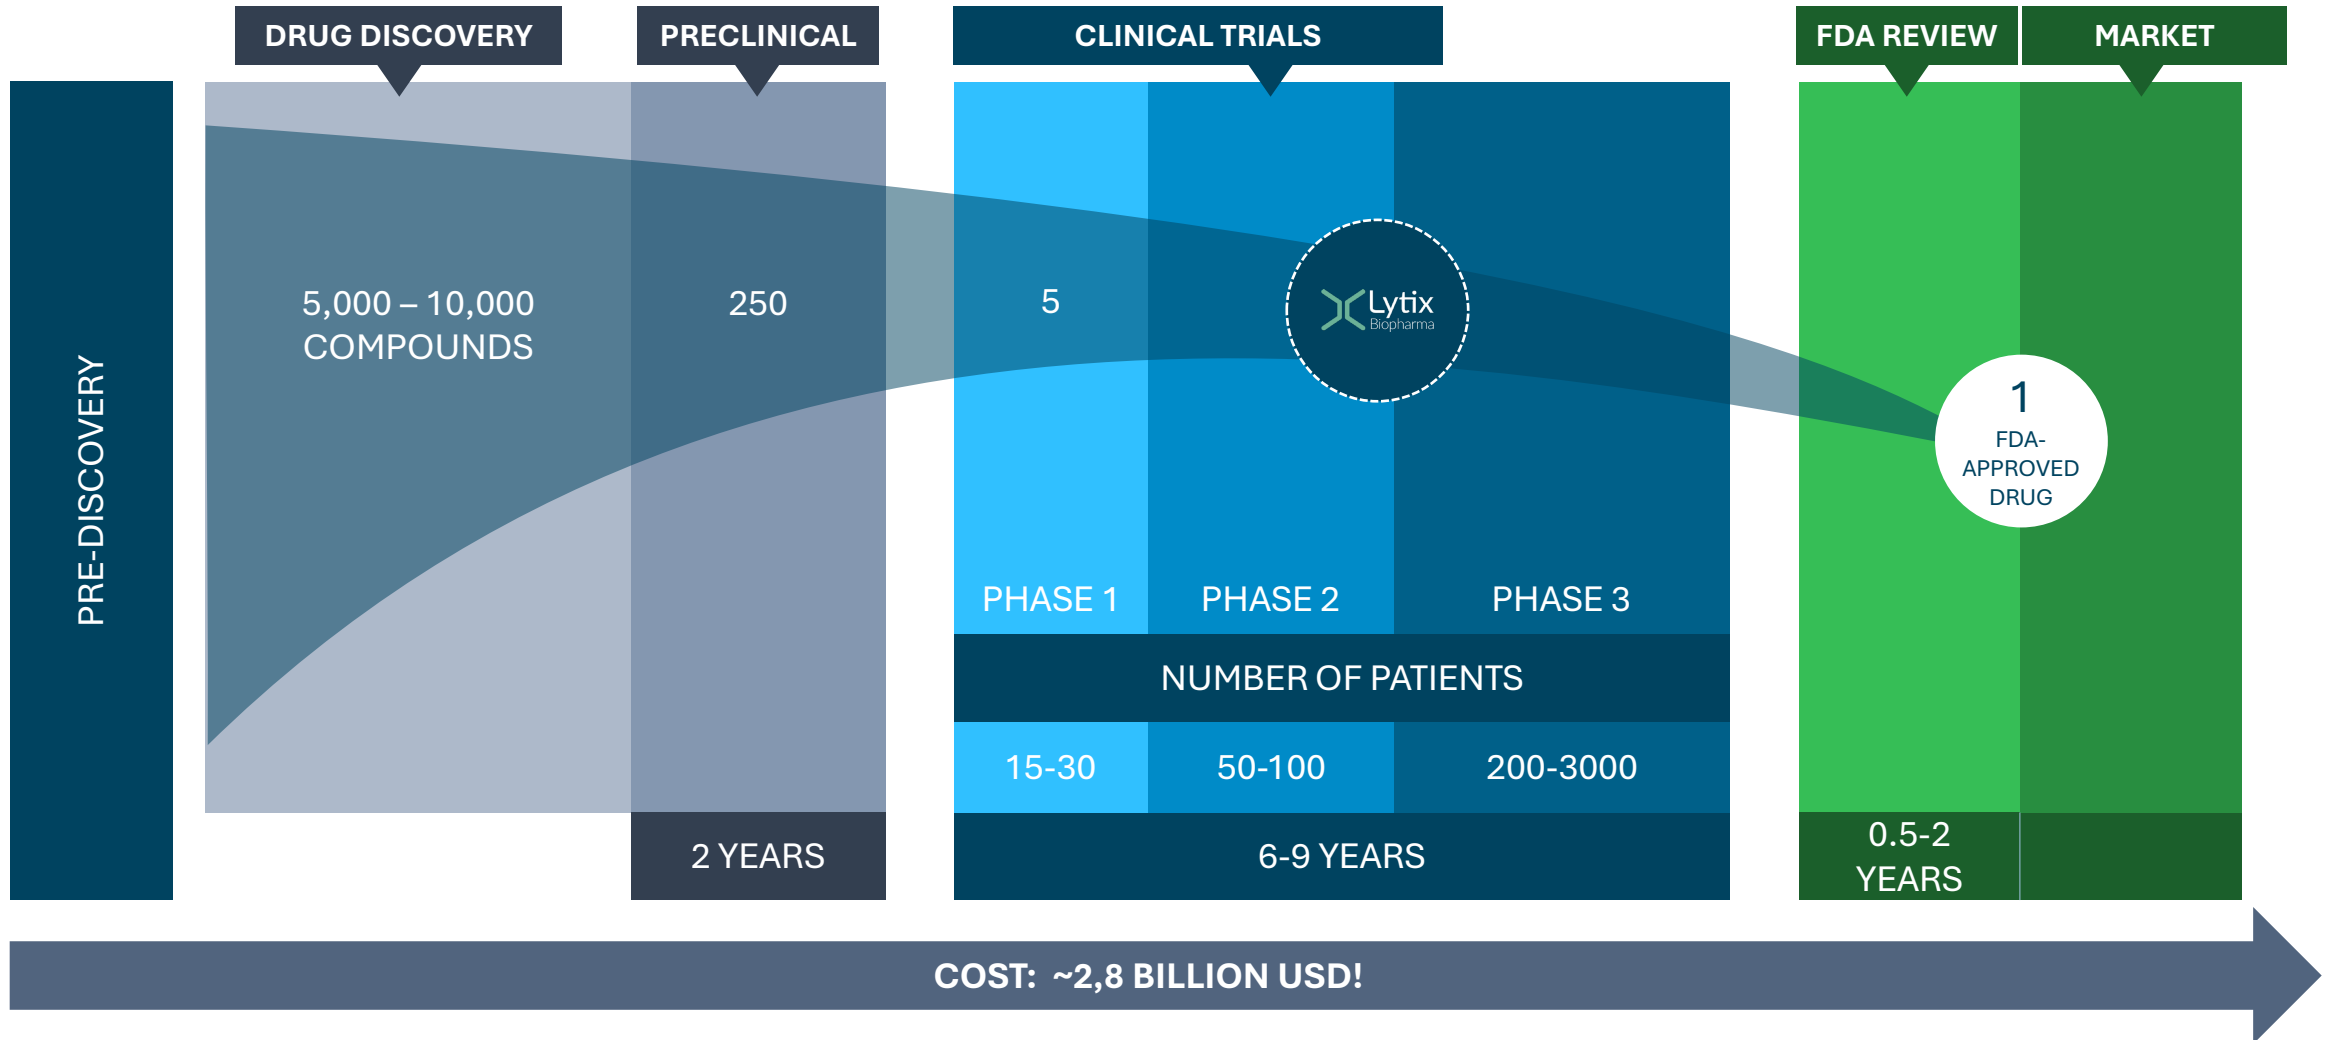 DRUG DISCOVERY
PRECLINICAL
CLINICAL TRIALS
FDA REVIEW
MARKET
PRE-DISCOVERY
5,000 – 10,000
COMPOUNDS
250
5
Lytix
Biopharma
1
FDA-
APPROVED
DRUG
PHASE 1
PHASE 2
PHASE 3
NUMBER OF PATIENTS
15-30
50-100
200-3000
2 YEARS
6-9 YEARS
0.5-2
YEARS
COST: ~2,8 BILLION USD!